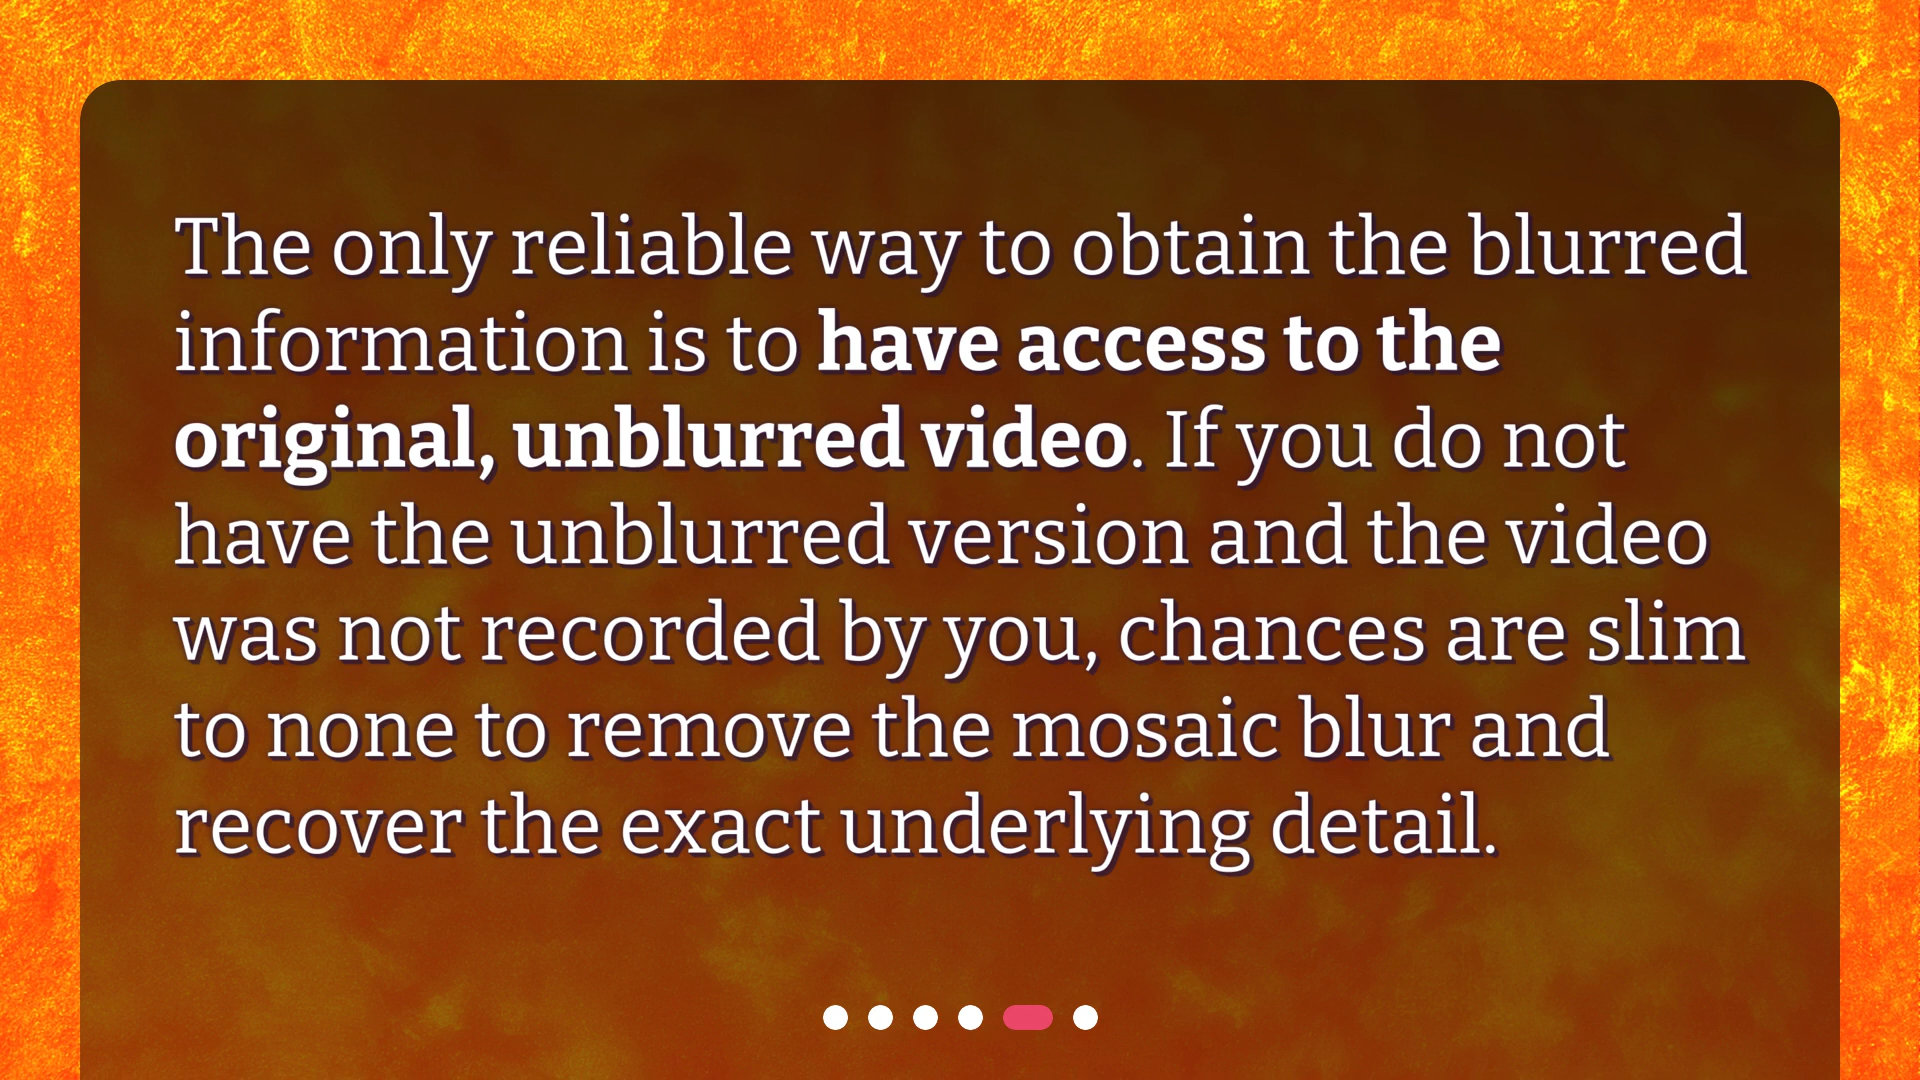 The only reliable way to obtain the blurred
information is to have access to the
original, unblurred video. If you do not
have the unblurred version and the video
was not recorded by you, chances are slim
to none to remove the mosaic blur and
recover the exact underlying detail.